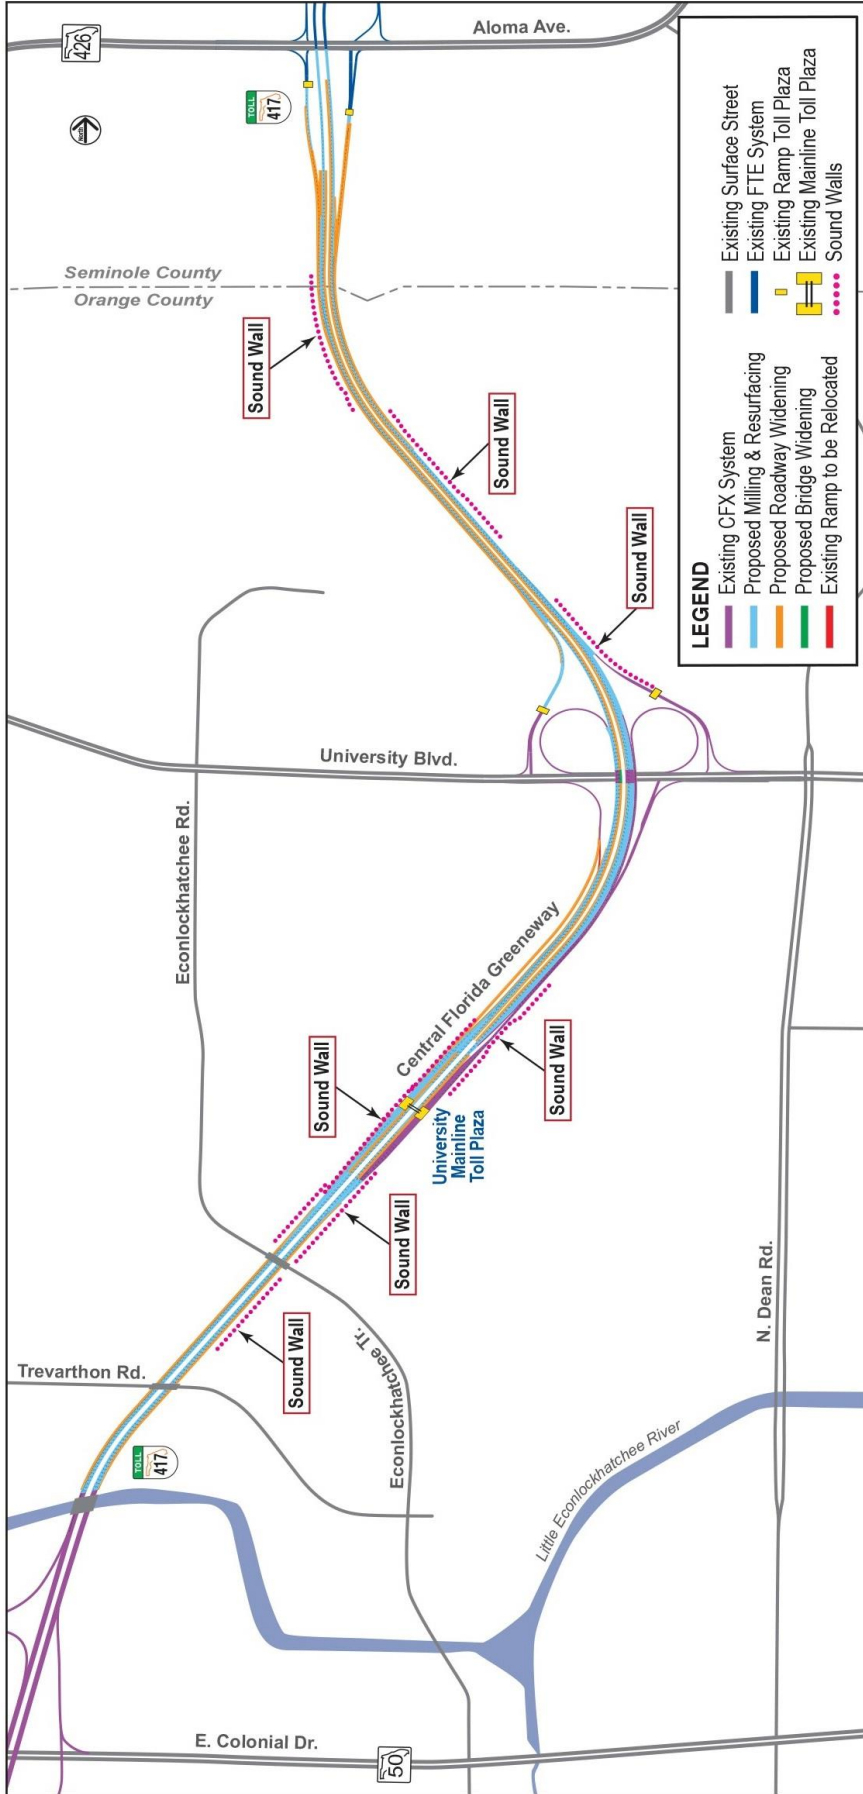 426
Aloma Ave.
TOLL
417
North
Seminole County
Orange County
Sound Wall
Sound Wall
Sound Wall
University Blvd.
Econlockhatchee Rd.
Central Florida Greeneway
Sound Wall
Sound Wall
University
Mainline
Toll Plaza
Sound Wall
Sound Wall
Trevarthon Rd.
Econlockhatchee Tr.
N. Dean Rd.
TOLL
417
Little Econlockhatchee River
E. Colonial Dr.
50
LEGEND
Existing CFX System
Proposed Milling & Resurfacing
Proposed Roadway Widening
Proposed Bridge Widening
Existing Ramp to be Relocated
Existing Surface Street
Existing FTE System
Existing Ramp Toll Plaza
Existing Mainline Toll Plaza
Sound Walls